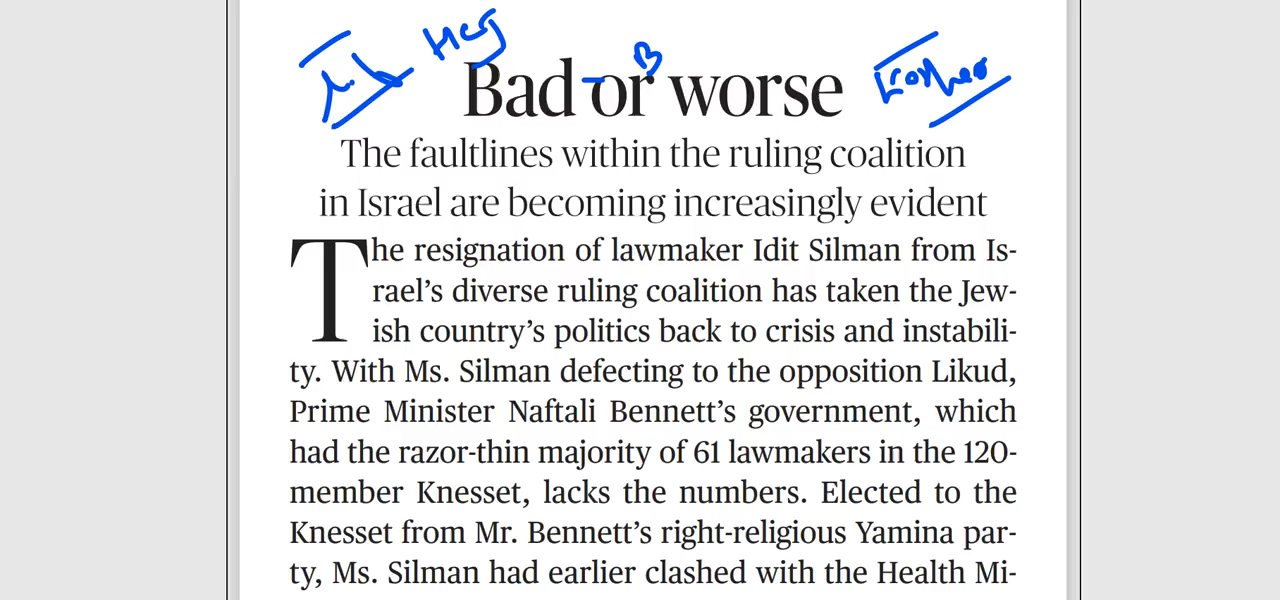 Bad or worse
The faultlines within the ruling coalition
in Israel are becoming increasingly evident
The resignation of lawmaker Idit Silman from Is-
rael's diverse ruling coalition has taken the Jew-
ish country's politics back to crisis and instabili-
ty. With Ms. Silman defecting to the opposition Likud,
Prime Minister Naftali Bennett's government, which
had the razor-thin majority of 61 lawmakers in the 120-
member Knesset, lacks the numbers. Elected to the
Knesset from Mr. Bennett's right-religious Yamina par-
ty, Ms. Silman had earlier clashed with the Health Mi-